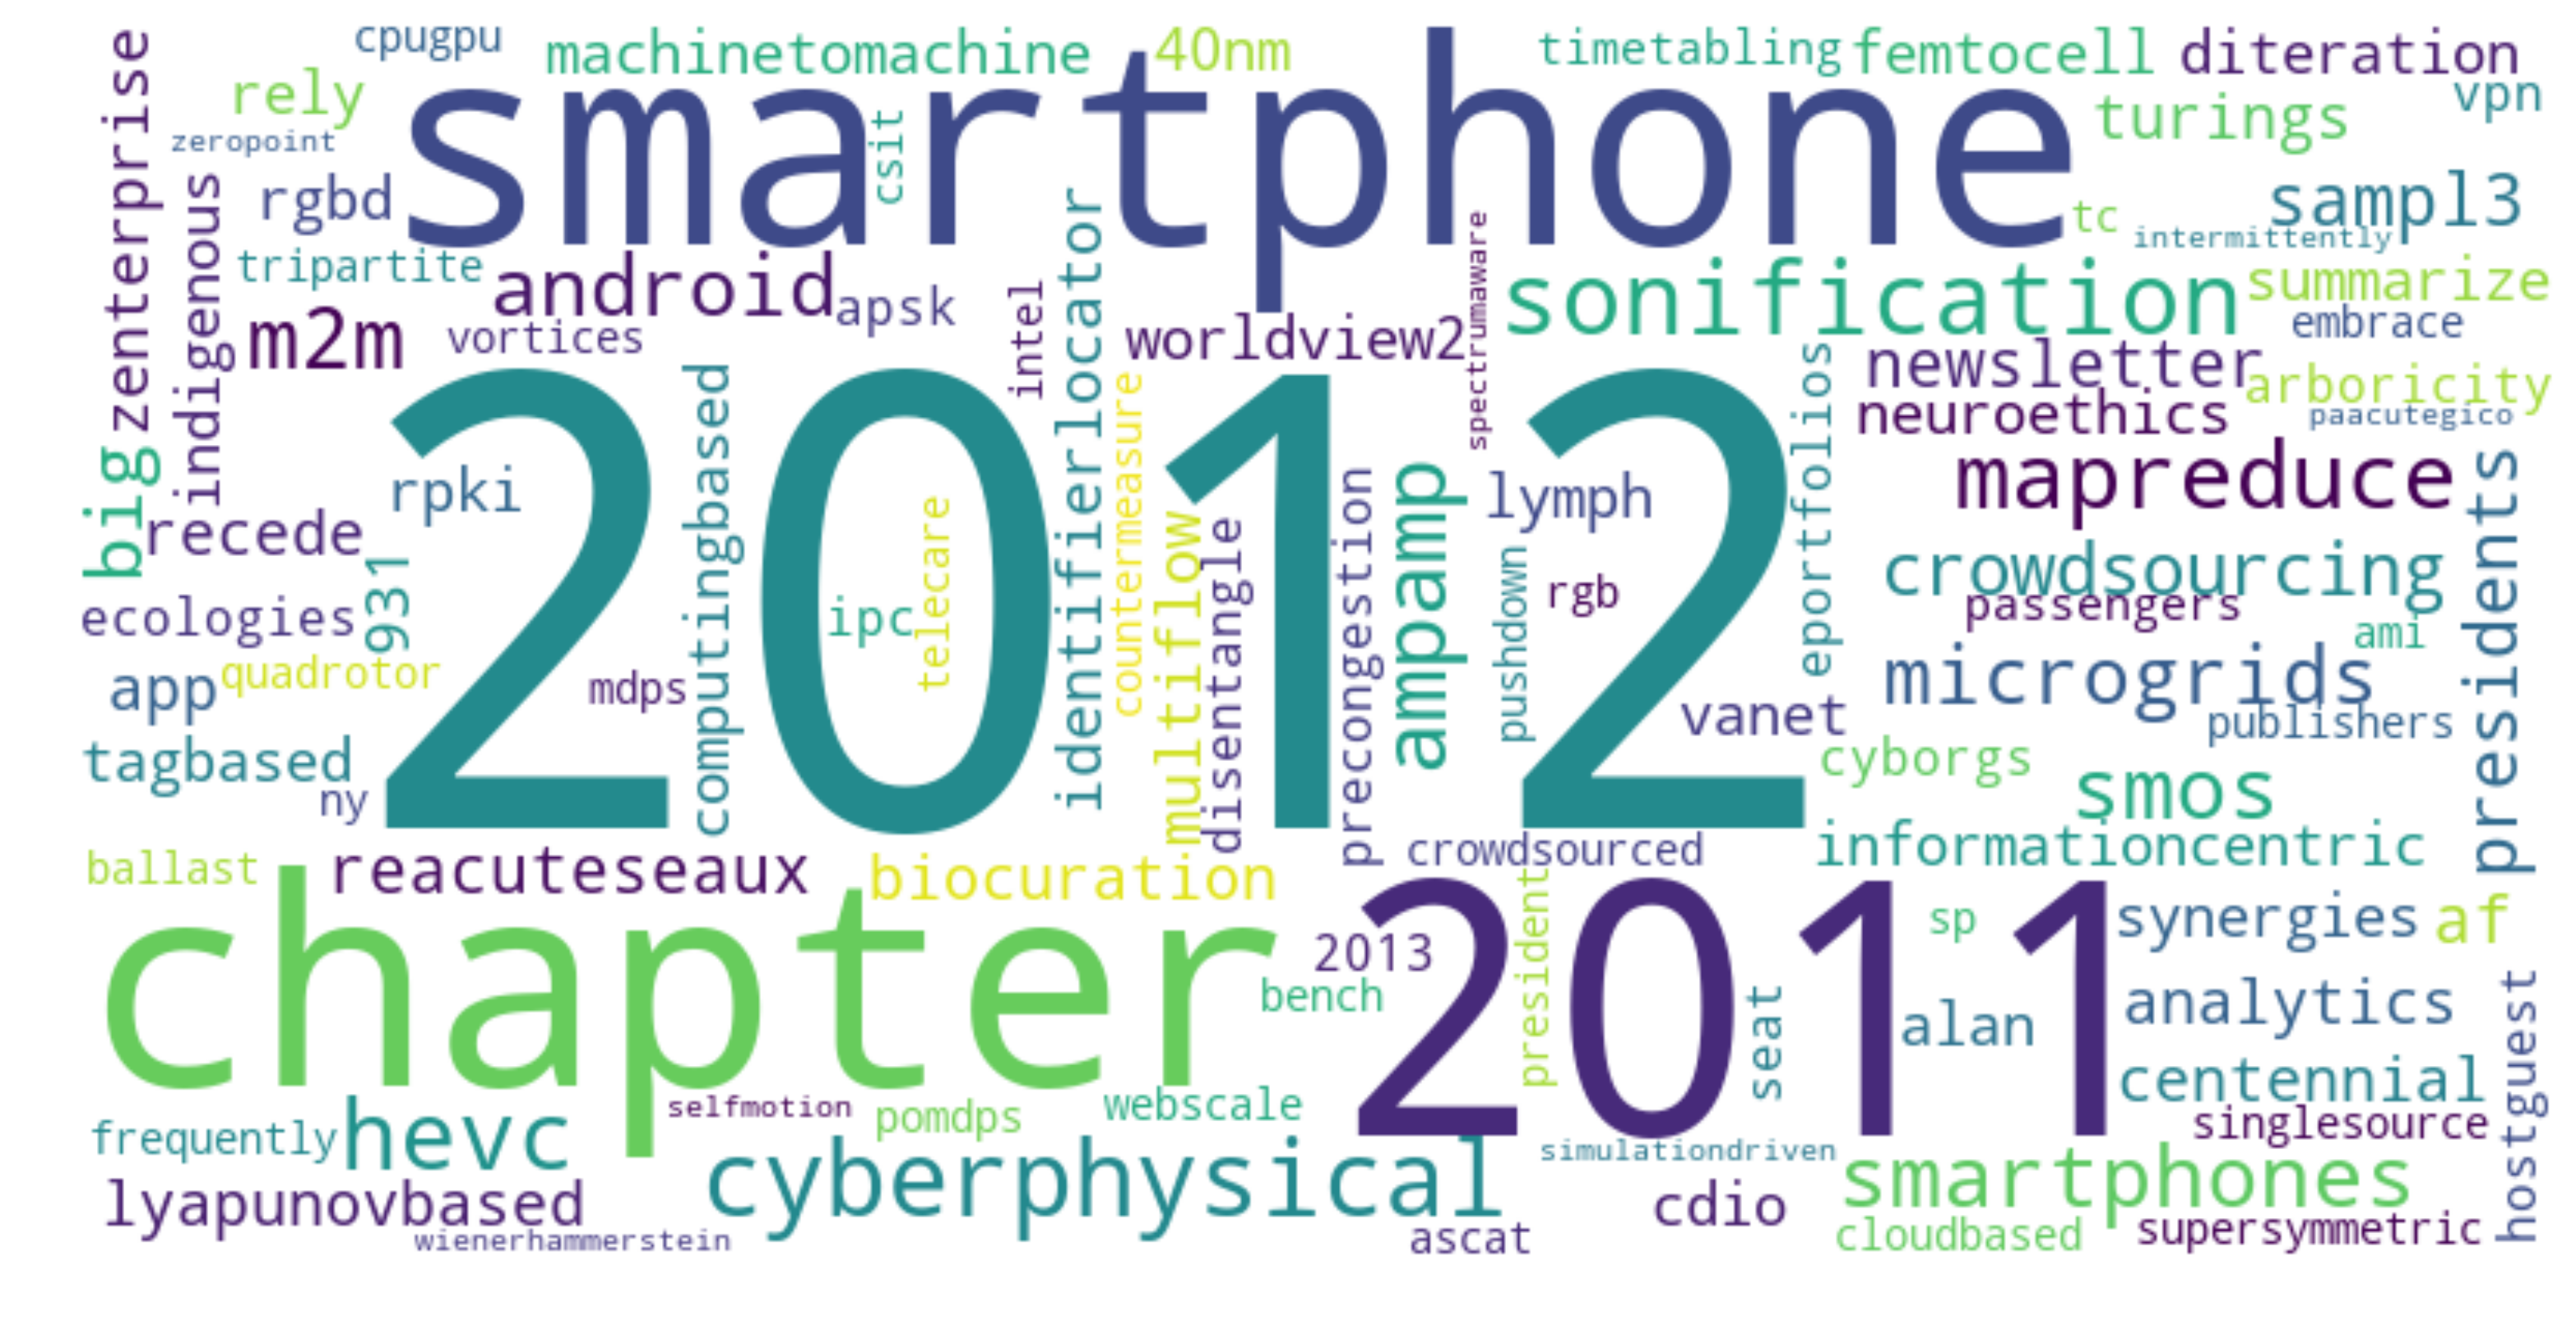 cpugpu
machinetomachine
40nm
timetabling
femtocell
diteration
zenterprise
rely
smartphone
turings
vpn
zeropoint
csit
indigenous
rgbd
sampl3
tc
intermittently
tripartite
android
apsk
intel
identifierlocator
spectrumaware
sonification
summarize
m2m
vortices
worldview2
embrace
newsletter
arboricity
neuroethics
paacutegico
big
2012
rpki
computingbased
countermeasure
lymph
eportfolios
mapreduce
presidents
recede
931
telecare
multiflow
disentangle
precongestion
ampamp
pushdown
rgb
crowdsourcing
passengers
ecologies
ipc
ami
app
quadrotor
mdps
microgrids
vanet
publishers
tagbased
cyborgs
ny
smos
ballast
reacuteseaux
biocuration
crowdsourced
informationcentric
chapter
2011
president
2013
sp
synergies
af
bench
seat
alan
analytics
hostguest
centennial
selfmotion
pomdps
webscale
singlesource
frequently
hevc
cyberphysical
simulationdriven
smartphones
lyapunovbased
cdio
wienerhammerstein
ascat
cloudbased
supersymmetric